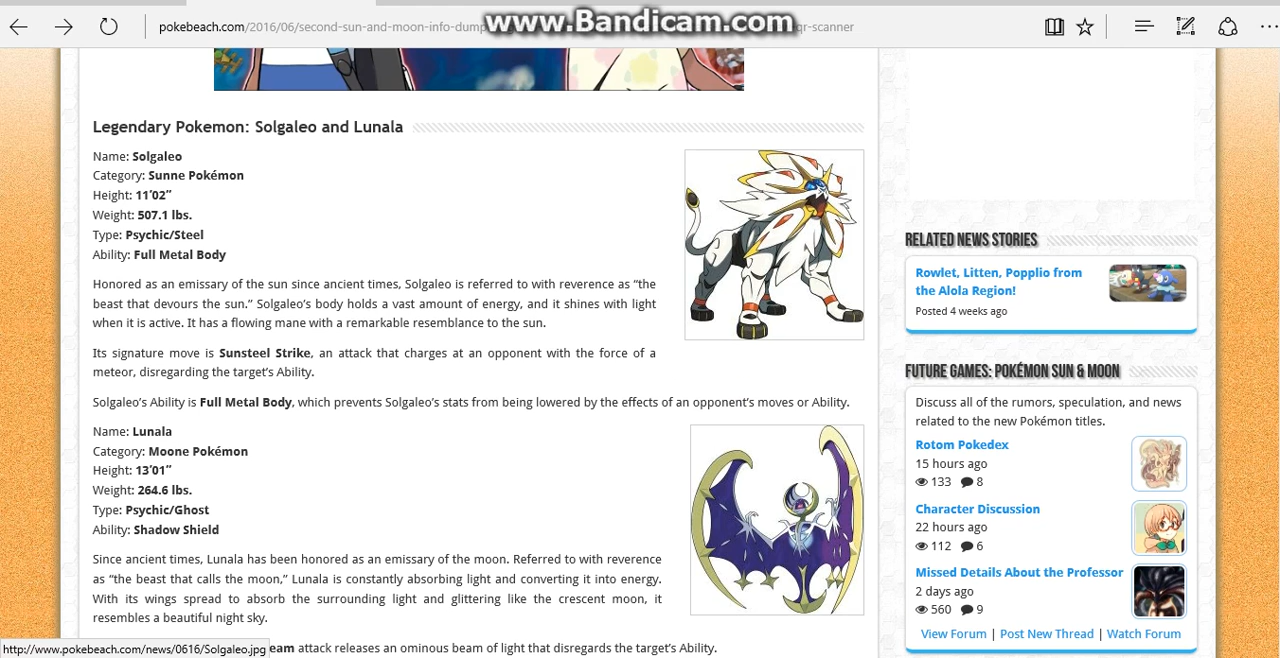 www.Bandicam.com
pokebeach.com/2016/06/second-sun-and-moon-info-dump qr-scanner
Legendary Pokemon: Solgaleo and Lunala
Name: Solgaleo
Category: Sunne Pokémon
Height: 11’02”
Weight: 507.1 lbs.
Type: Psychic/Steel
Ability: Full Metal Body
Honored as an emissary of the sun since ancient times, Solgaleo is referred to with reverence as “the
beast that devours the sun.” Solgaleo’s body holds a vast amount of energy, and it shines with light
when it is active. It has a flowing mane with a remarkable resemblance to the sun.
Its signature move is Sunsteel Strike, an attack that charges at an opponent with the force of a
meteor, disregarding the target’s Ability.
Solgaleo’s Ability is Full Metal Body, which prevents Solgaleo’s stats from being lowered by the effects of an opponent’s moves or Ability.
Name: Lunala
Category: Moone Pokémon
Height: 13’01”
Weight: 264.6 lbs.
Type: Psychic/Ghost
Ability: Shadow Shield
Since ancient times, Lunala has been honored as an emissary of the moon. Referred to with reverence
as “the beast that calls the moon,” Lunala is constantly absorbing light and converting it into energy.
With its wings spread to absorb the surrounding light and glittering like the crescent moon, it
resembles a beautiful night sky.
eam attack releases an ominous beam of light that disregards the target’s Ability.
http://www.pokebeach.com/news/0616/Solgaleo.jpg
RELATED NEWS STORIES
Rowlet, Litten, Popplio from
the Alola Region!
Posted 4 weeks ago
FUTURE GAMES: POKÉMON SUN & MOON
Discuss all of the rumors, speculation, and news
related to the new Pokémon titles.
Rotom Pokedex
15 hours ago
133 8
Character Discussion
22 hours ago
112 6
Missed Details About the Professor
2 days ago
560 9
View Forum | Post New Thread | Watch Forum